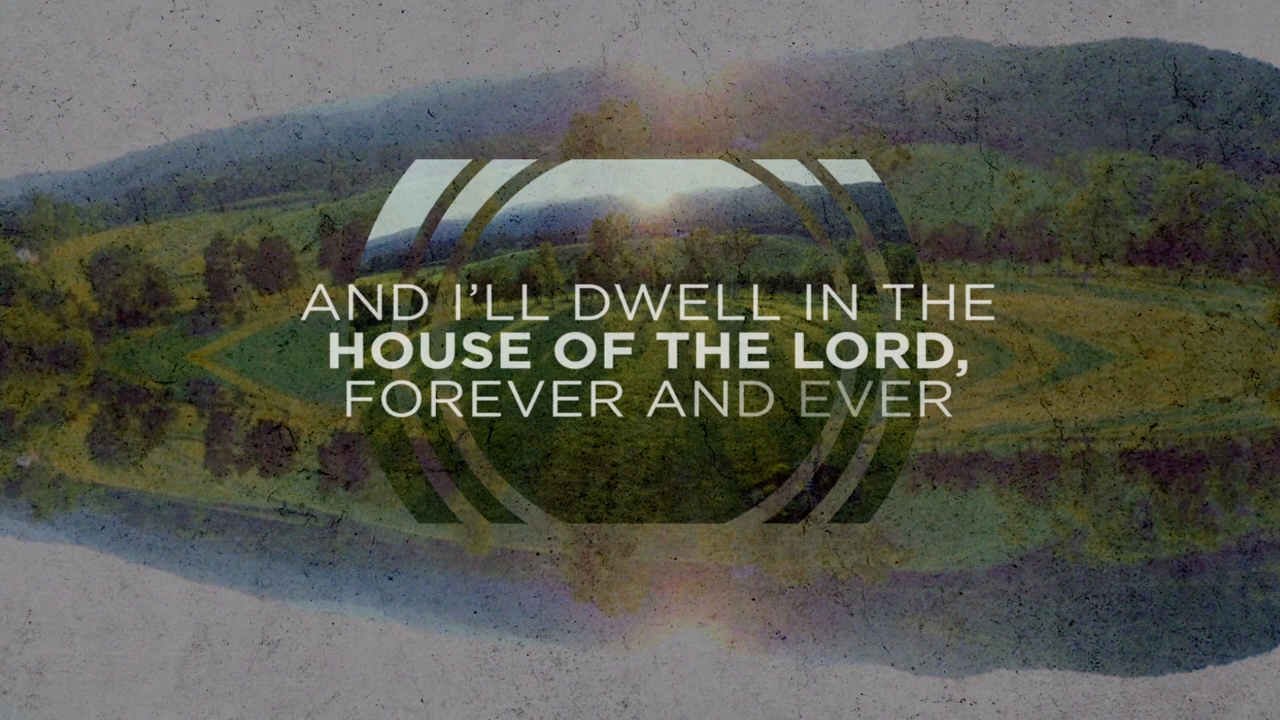 AND I’LL DWELL IN THE
HOUSE OF THE LORD,
FOREVER AND EVER